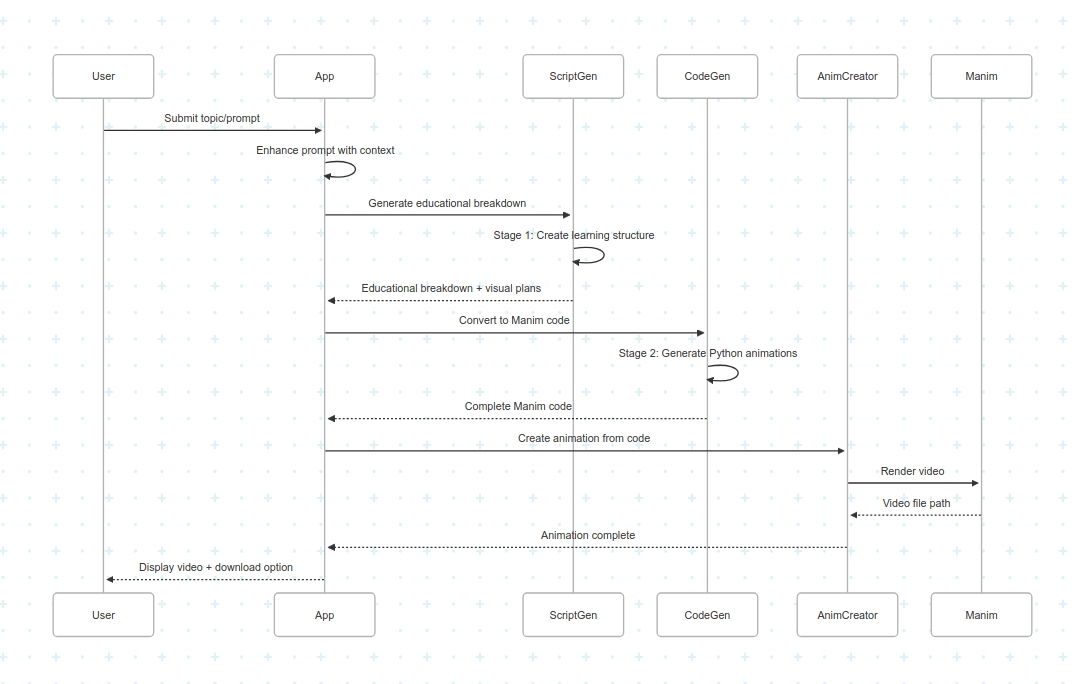 User
App
ScriptGen
CodeGen
AnimCreator
Manim
Submit topic/prompt
Enhance prompt with context
Generate educational breakdown
Stage 1: Create learning structure
Educational breakdown + visual plans
Convert to Manim code
Stage 2: Generate Python animations
Complete Manim code
Create animation from code
Render video
Video file path
Animation complete
Display video + download option
User
App
ScriptGen
CodeGen
AnimCreator
Manim